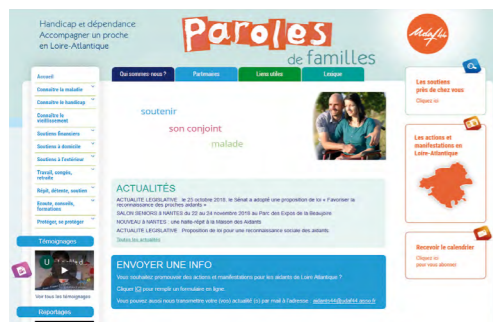 Handicap et dépendance
Accompagner un proche
en Loire-Atlantique
Paroles
de familles
Udaf44
Qui sommes-nous ?
Partenaires
Liens utiles
Lexique
Accueil
Connaître la maladie
Connaître le handicap
Connaître le
vieillissement
Soutiens financiers
Soutiens à domicile
Soutiens à l'extérieur
Travail, congés,
retraite
Répit, détente, soutien
Ecoute, conseils,
formations
Protéger, se protéger
Témoignages
Voir tous les témoignages
Reportages
soutenir
son conjoint
malade
ACTUALITÉS
ACTUALITE LEGISLATIVE : le 25 octobre 2018, le Sénat a adopté une proposition de loi « Favoriser la
reconnaissance des proches aidants »
SALON SENIORS à NANTES du 22 au 24 novembre 2018 au Parc des Expos de la Beaujoire
NOUVEAU à NANTES : une Halte-répit à la Maison des Aidants
ACTUALITE LEGISLATIVE : Proposition de loi pour une reconnaissance sociale des aidants
Toutes les actualités
ENVOYER UNE INFO
Vous souhaitez promouvoir des actions et manifestations pour les aidants de Loire Atlantique ?
Cliquer ICI pour remplir un formulaire en ligne.
Vous pouvez aussi nous transmettre votre (vos) actualité (s) par mail à l'adresse : aidants44@udaf44.asso.fr
Les soutiens
près de chez vous
Cliquez ici
Les actions et
manifestations en
Loire-Atlantique
Recevoir le calendrier
Cliquez ici
pour vous abonner